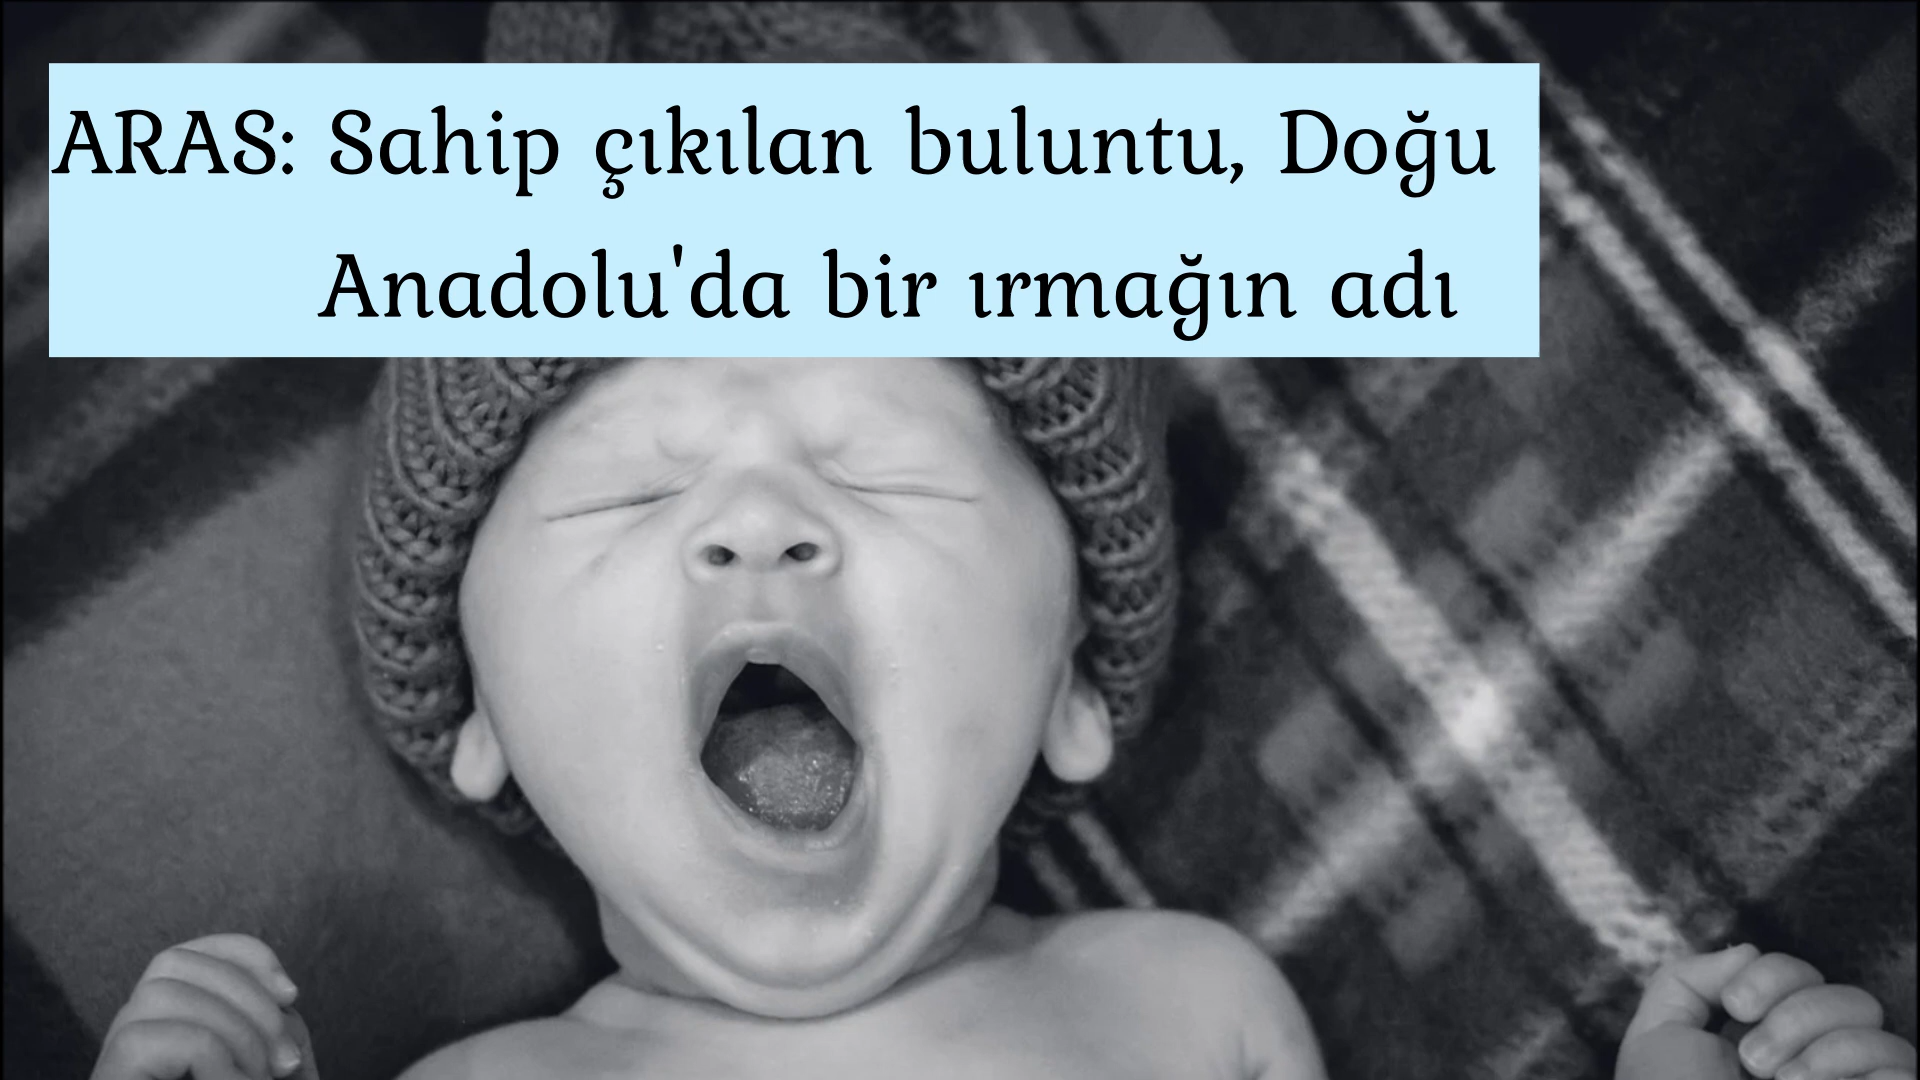 ARAS: Sahip çıkılan buluntu, Doğu
Anadolu'da bir ırmağın adı